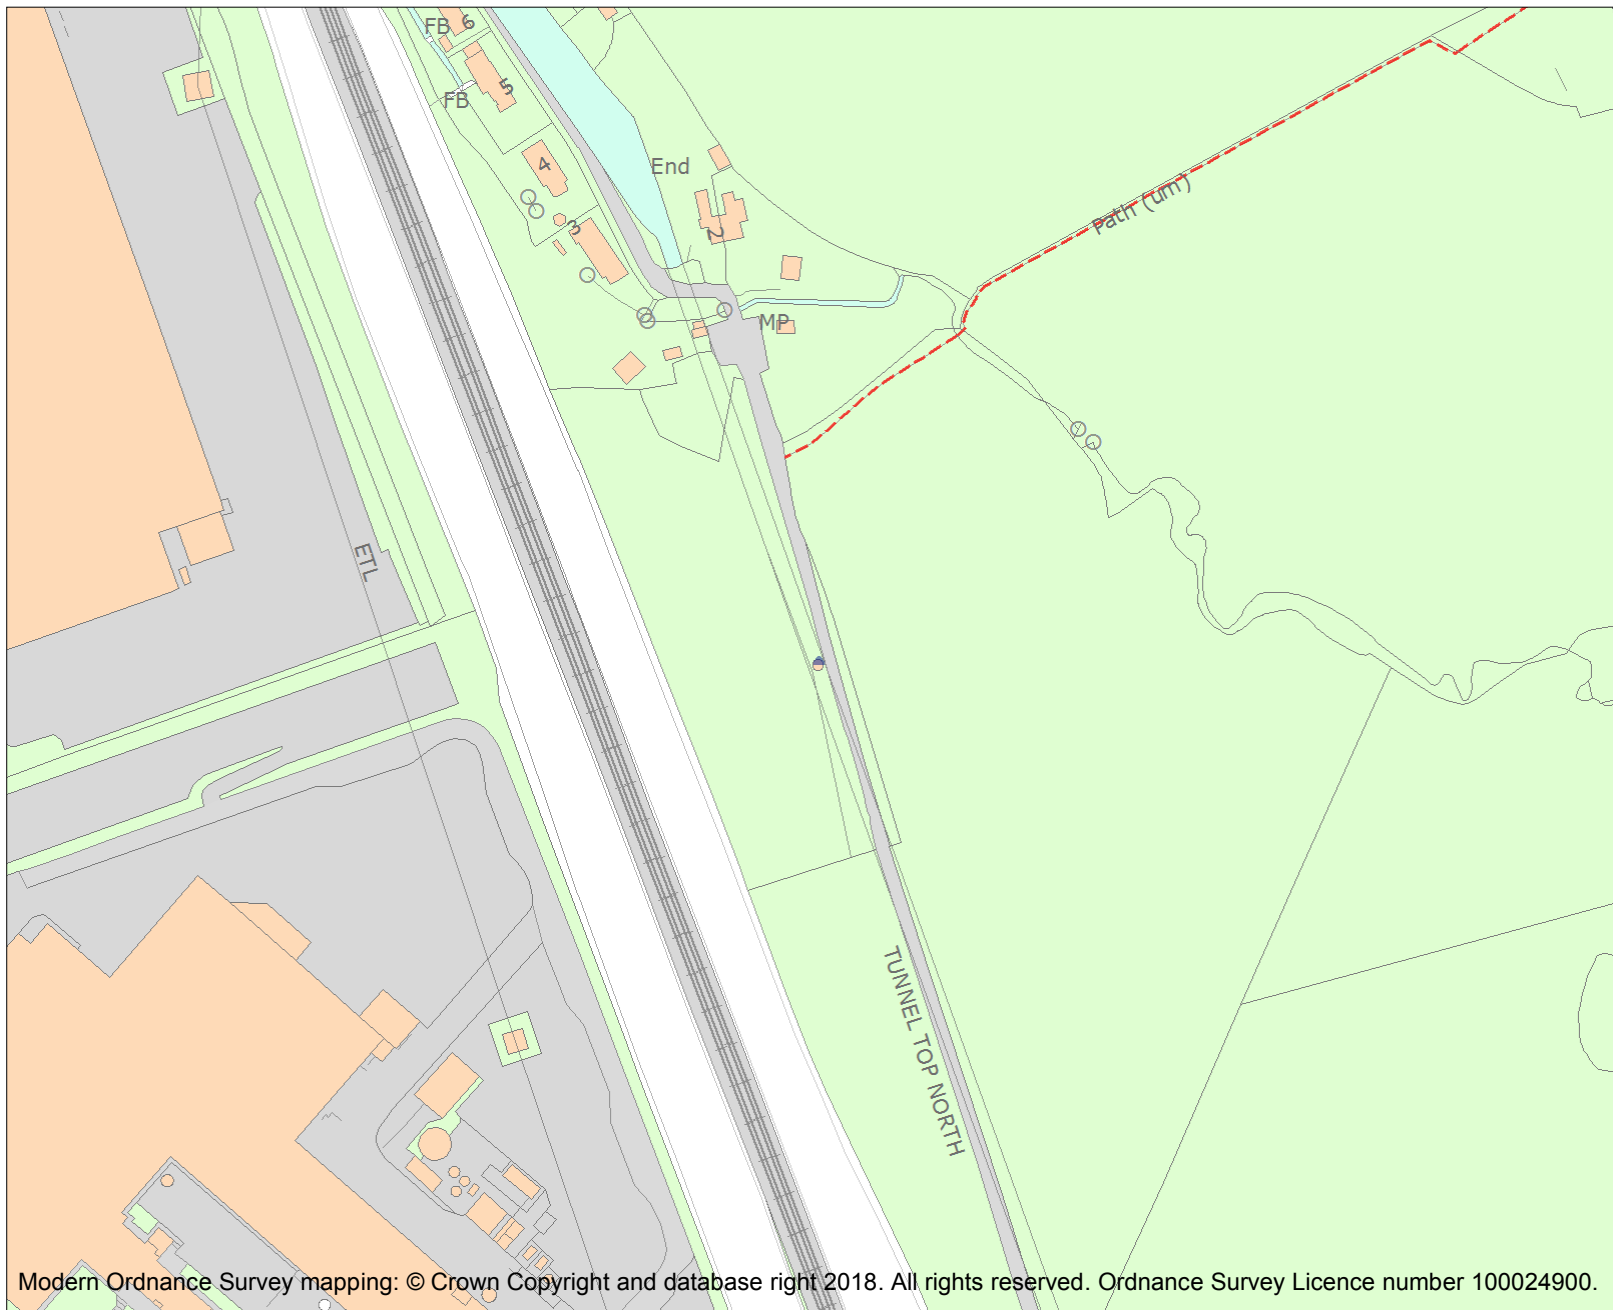 FB 6
5
FB
4
End
3
2
Path (um)
MP
ETL
TUNNEL TOP NORTH
Modern Ordnance Survey mapping: © Crown Copyright and database right 2018. All rights reserved. Ordnance Survey Licence number 100024900.